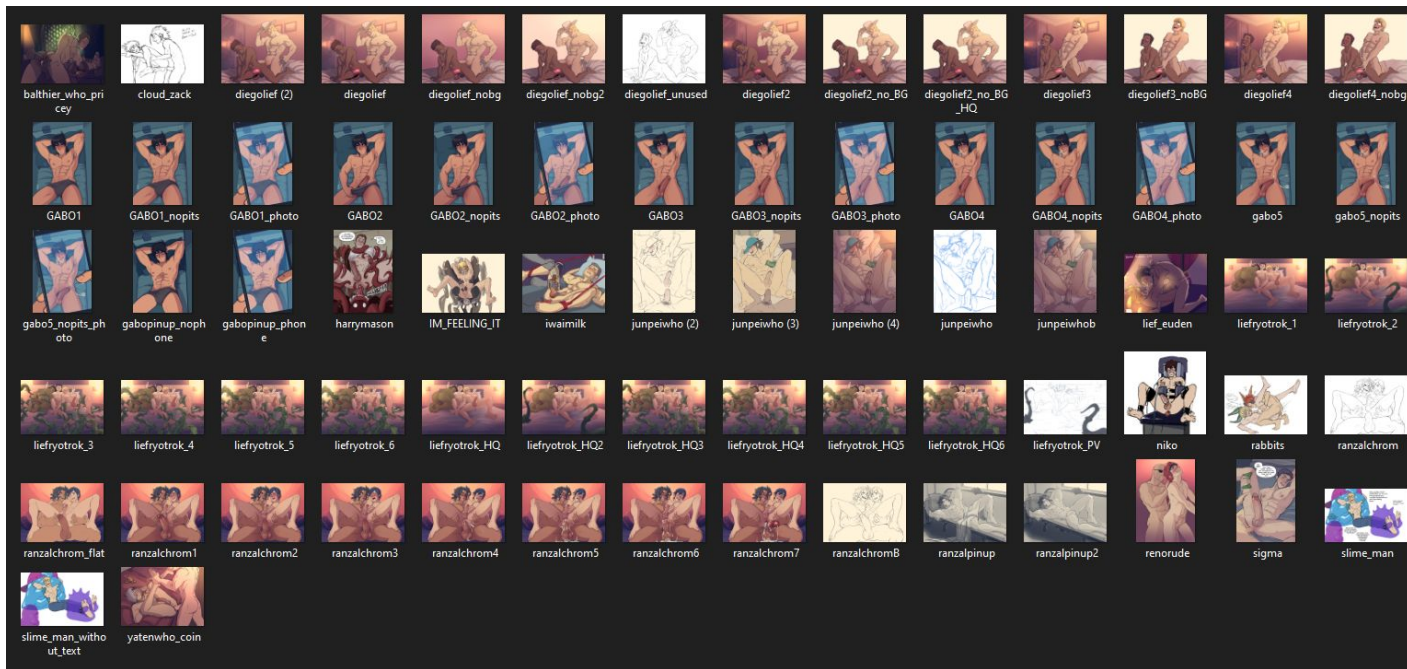 balthier_who_pri
cey
cloud_zack
diegolief (2)
diegolief
diegolief_nobg
diegolief_nobg2
diegolief_unused
diegolief2
diegolief2_no_BG
diegolief2_no_BG
_HQ
diegolief3
diegolief3_noBG
diegolief4
diegolief4_nobg
GABO1
GABO1_nopits
GABO1_photo
GABO2
GABO2_nopits
GABO2_photo
GABO3
GABO3_nopits
GABO3_photo
GABO4
GABO4_nopits
GABO4_photo
gabo5
gabo5_nopits
gabo5_nopits_ph
oto
gabopinup_noph
one
gabopinup_phon
e
harrymason
IM_FEELING_IT
iwaimilk
junpeiwho (2)
junpeiwho (3)
junpeiwho (4)
junpeiwho
junpeiwhob
lief_euden
liefryotrok_1
liefryotrok_2
liefryotrok_3
liefryotrok_4
liefryotrok_5
liefryotrok_6
liefryotrok_HQ
liefryotrok_HQ2
liefryotrok_HQ3
liefryotrok_HQ4
liefryotrok_HQ5
liefryotrok_HQ6
liefryotrok_PV
niko
rabbits
ranzalchrom
ranzalchrom_flat
ranzalchrom1
ranzalchrom2
ranzalchrom3
ranzalchrom4
ranzalchrom5
ranzalchrom6
ranzalchrom7
ranzalchromB
ranzalpinup
ranzalpinup2
renorude
sigma
slime_man
slime_man_witho
ut_text
yatenwho_coin